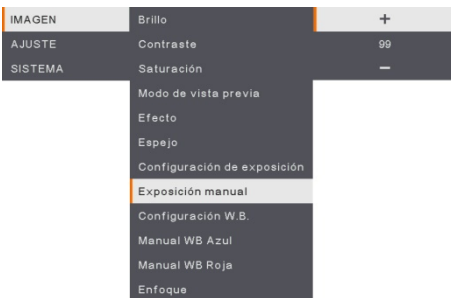 IMAGEN
AJUSTE
SISTEMA
Brillo
Contraste
Saturación
Modo de vista previa
Efecto
Espejo
Configuración de exposición
Exposición manual
Configuración W.B.
Manual WB Azul
Manual WB Roja
Enfoque
+
99
−